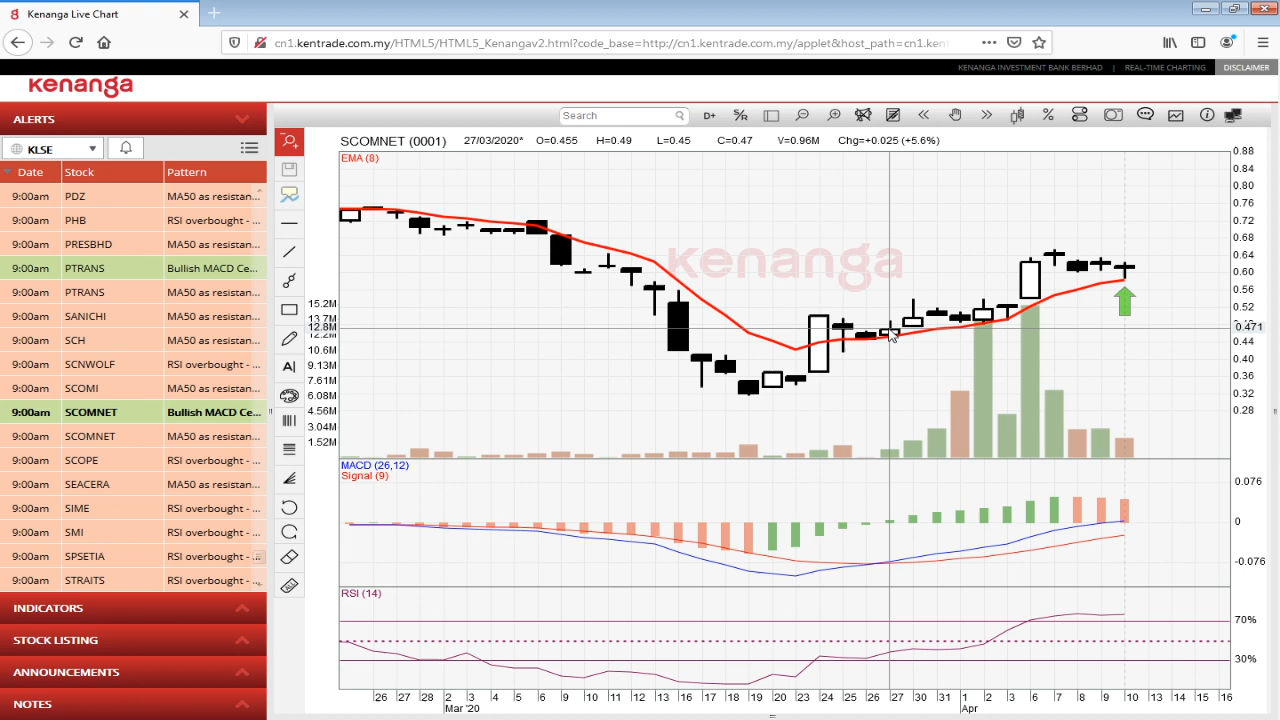 Kenanga Live Chart
cn1.kentrade.com.my/HTML5/HTML5_Kenangav2.html?code_base=http://cn1.kentrade.com.my/applet&host_path=cn1.ken
KENANGA INVESTMENT BANK BERHAD | REAL-TIME CHARTING DISCLAIMER
kenanga
ALERTS
Search D+ S/R
KLSE
SCOMNET (0001) 27/03/2020* O=0.455 H=0.49 L=0.45 C=0.47 V=0.96M Chg=+0.025 (+5.6%)
EMA (8)
Date Stock Pattern
9:00am PDZ MA50 as resistan...
9:00am PHB RSI overbought - ...
9:00am PRESBHD MA50 as resistan...
9:00am PTRANS Bullish MACD Ce...
9:00am PTRANS MA50 as resistan...
9:00am SANICHI MA50 as resistan...
9:00am SCH MA50 as resistan...
9:00am SCNWOLF RSI overbought - ...
9:00am SCOMI MA50 as resistan...
9:00am SCOMNET Bullish MACD Ce...
9:00am SCOMNET MA50 as resistan...
9:00am SCOPE RSI overbought - ...
9:00am SEACERA MA50 as resistan...
9:00am SIME RSI overbought - ...
9:00am SMI RSI overbought - ...
9:00am SPSETIA RSI overbought - ...
9:00am STRAITS RSI overbought - ...
INDICATORS
STOCK LISTING
ANNOUNCEMENTS
NOTES
A
kenanga
0.88
0.84
0.80
0.76
0.72
0.68
0.64
0.60
0.56
0.52
0.471
0.44
0.40
0.36
0.32
0.28
15.2M
13.7M
12.8M
10.6M
9.13M
7.61M
6.08M
4.56M
3.04M
1.52M
MACD (26,12)
Signal (9)
0.076
0
-0.076
RSI (14)
70%
30%
26 27 28 2 3 4 5 6 9 10 11 12 13 16 17 18 19 20 23 24 25 26 27 30 31 1 2 3 6 7 8 9 10 13 14 15 16
Mar '20 Apr